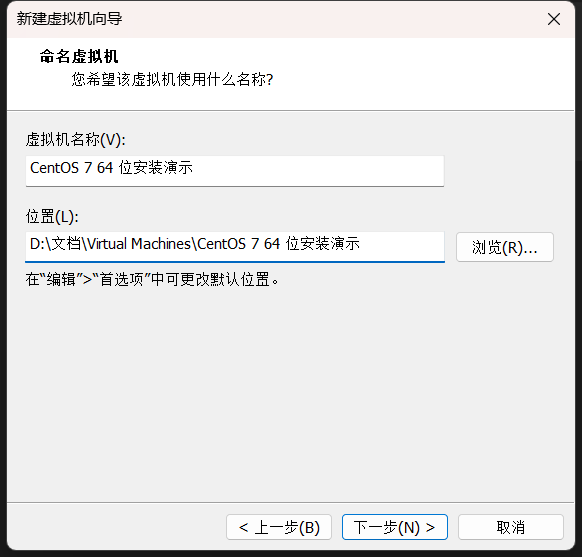 新建虚拟机向导
命名虚拟机
您希望该虚拟机使用什么名称?
虚拟机名称(V):
CentOS 7 64 位安装演示
位置(L):
D:\文档\Virtual Machines\CentOS 7 64 位安装演示
浏览(R)...
在“编辑”>“首选项”中可更改默认位置。
< 上一步(B)
下一步(N) >
取消